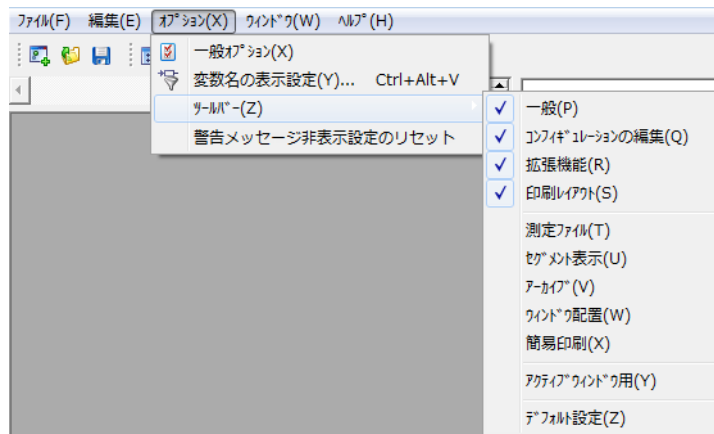 ﾌｧｲﾙ(F) 編集(E) ｵﾌﾟｼｮﾝ(X) ｳｨﾝﾄﾞｳ(W) ﾍﾙﾌﾟ(H)
一般ｵﾌﾟｼｮﾝ(X)
変数名の表示設定(Y)... Ctrl+Alt+V
ﾂｰﾙﾊﾞｰ(Z)
警告メッセージ非表示設定のリセット
一般(P)
ｺﾝﾌｨｷﾞｭﾚｰｼｮﾝの編集(Q)
拡張機能(R)
印刷ﾚｲｱｳﾄ(S)
測定ﾌｧｲﾙ(T)
ｾｸﾞﾒﾝﾄ表示(U)
ｱｰｶｲﾌﾞ(V)
ｳｨﾝﾄﾞｳ配置(W)
簡易印刷(X)
ｱｸﾃｨﾌﾞｳｨﾝﾄﾞｳ用(Y)
ﾃﾞﾌｫﾙﾄ設定(Z)